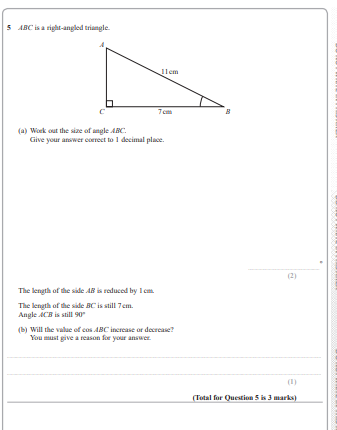 5 ABC is a right-angled triangle.
A
11 cm
C
7 cm
B
(a) Work out the size of angle ABC.
Give your answer correct to 1 decimal place.
°
(2)
The length of the side AB is reduced by 1 cm.
The length of the side BC is still 7 cm.
Angle ACB is still 90°
(b) Will the value of cos ABC increase or decrease?
You must give a reason for your answer.
(1)
(Total for Question 5 is 3 marks)